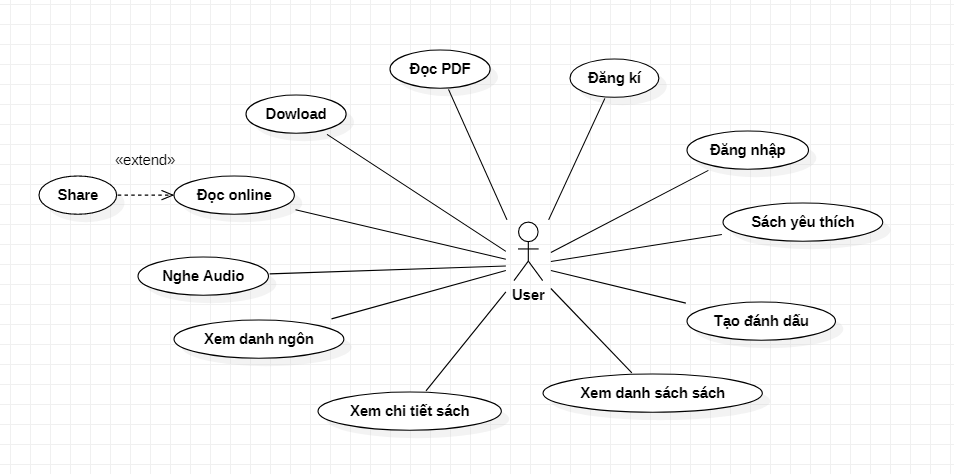 Đọc PDF
Đăng kí
Dowload
Đăng nhập
«extend»
Share
Đọc online
Sách yêu thích
Nghe Audio
User
Tạo đánh dấu
Xem danh ngôn
Xem danh sách sách
Xem chi tiết sách